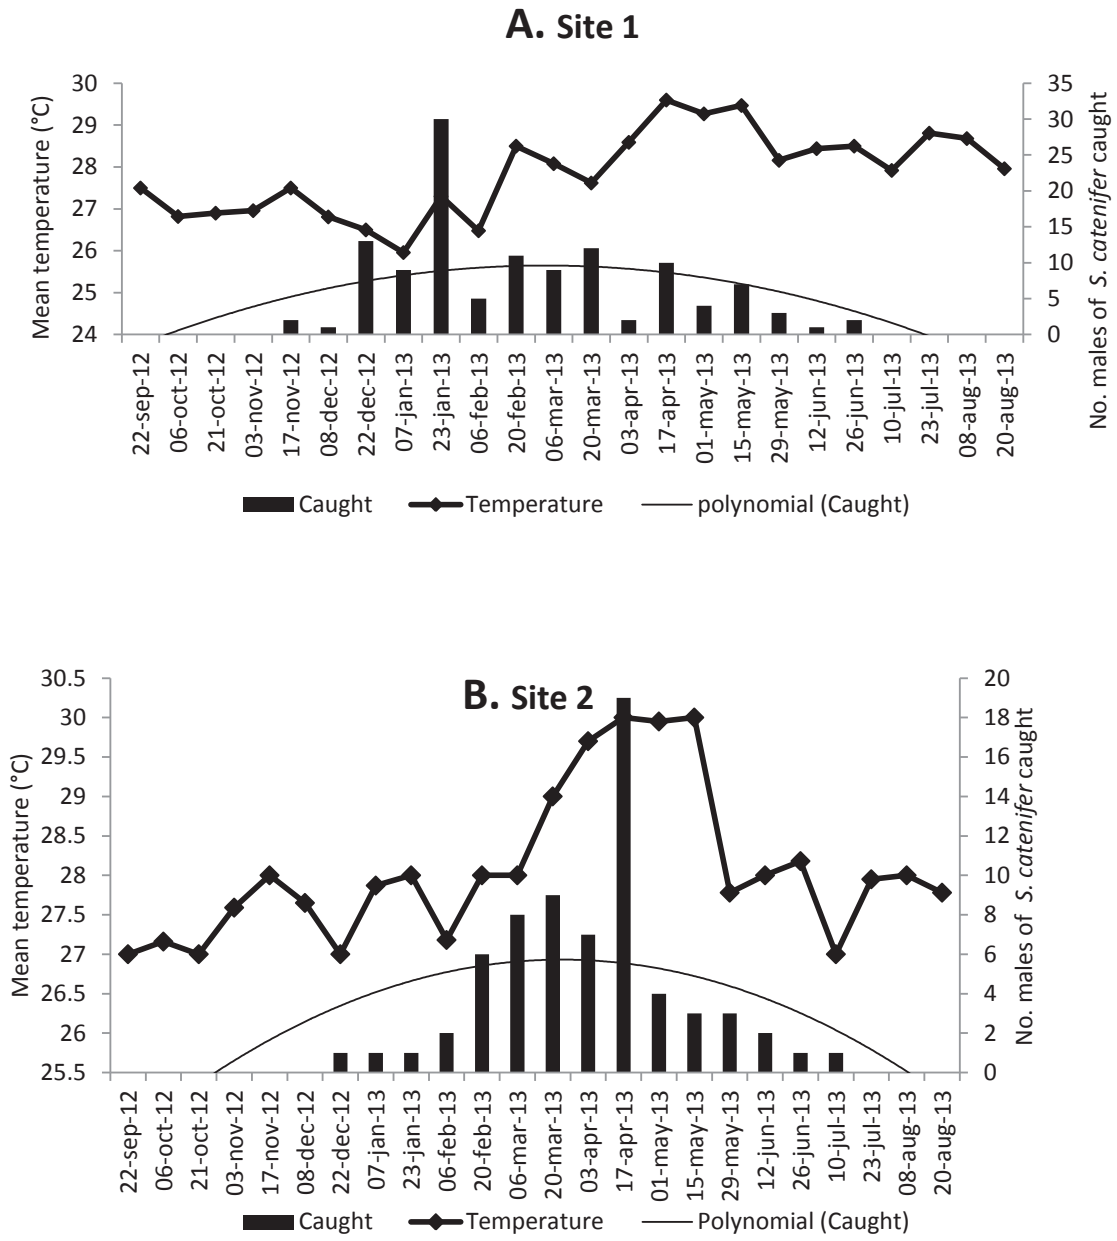 A. Site 1
Mean temperature (°C)
30
29
28
27
26
25
24
35
30
25
20
15
10
5
0
No. males of S. catenifer caught
22-sep-12
06-oct-12
21-oct-12
03-nov-12
17-nov-12
08-dec-12
22-dec-12
07-jan-13
23-jan-13
06-feb-13
20-feb-13
06-mar-13
20-mar-13
03-apr-13
17-apr-13
01-may-13
15-may-13
29-may-13
12-jun-13
26-jun-13
10-jul-13
23-jul-13
08-aug-13
20-aug-13
Caught Temperature polynomial (Caught)
B. Site 2
Mean temperature (°C)
30.5
30
29.5
29
28.5
28
27.5
27
26.5
26
25.5
20
18
16
14
12
10
8
6
4
2
0
No. males of S. catenifer caught
22-sep-12
06-oct-12
21-oct-12
03-nov-12
17-nov-12
08-dec-12
22-dec-12
07-jan-13
23-jan-13
06-feb-13
20-feb-13
06-mar-13
20-mar-13
03-apr-13
17-apr-13
01-may-13
15-may-13
29-may-13
12-jun-13
26-jun-13
10-jul-13
23-jul-13
08-aug-13
20-aug-13
Caught Temperature Polynomial (Caught)